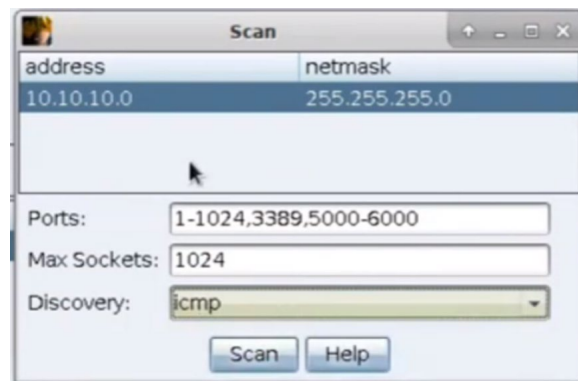 Scan
address netmask
10.10.10.0 255.255.255.0
Ports: 1-1024,3389,5000-6000
Max Sockets: 1024
Discovery: icmp
Scan Help